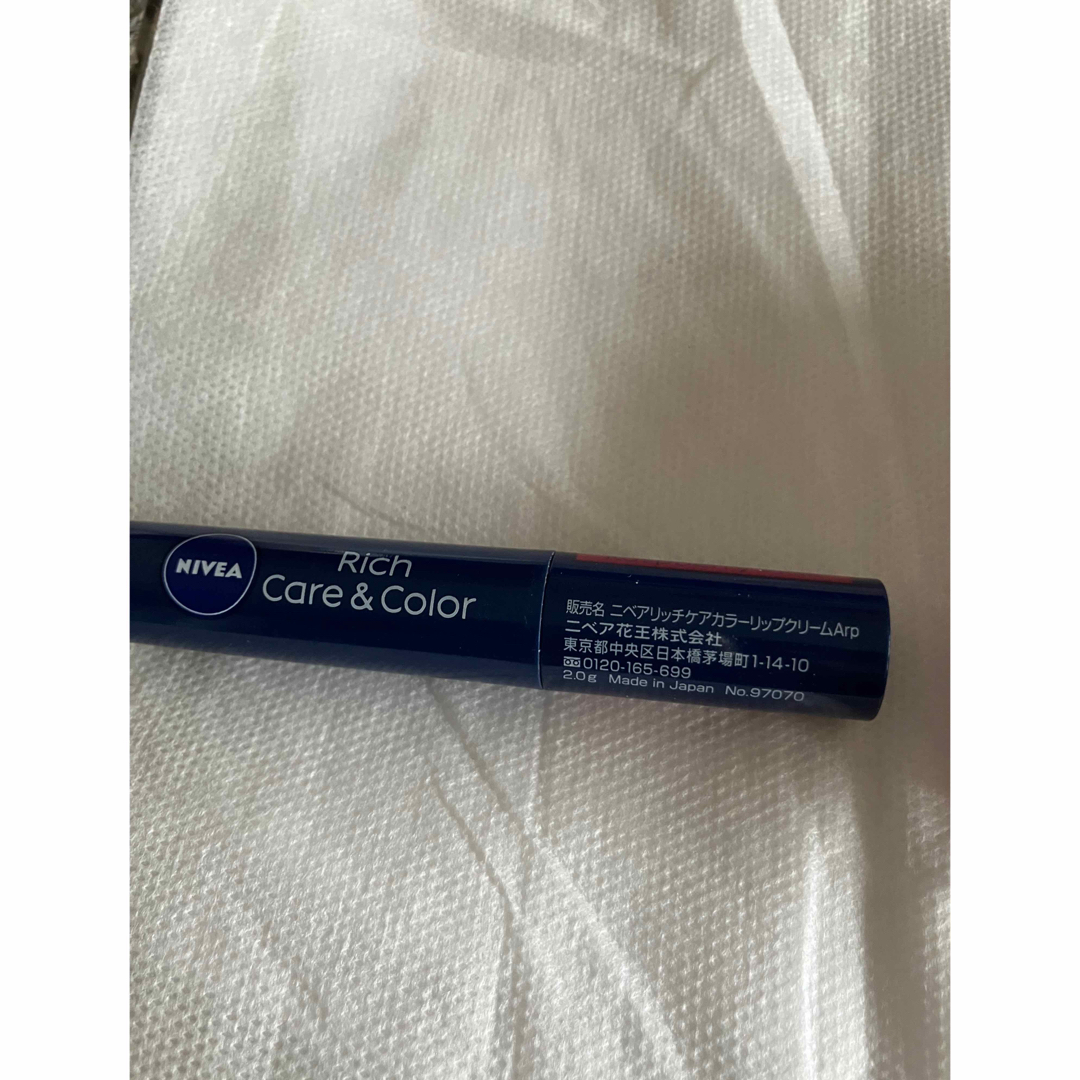 NIVEA
Rich
Care & Color
販売名 ニベアリッチケアカラーリップクリームArp
ニベア花王株式会社
東京都中央区日本橋茅場町1-14-10
0120-165-699
2.0g Made in Japan No.97070